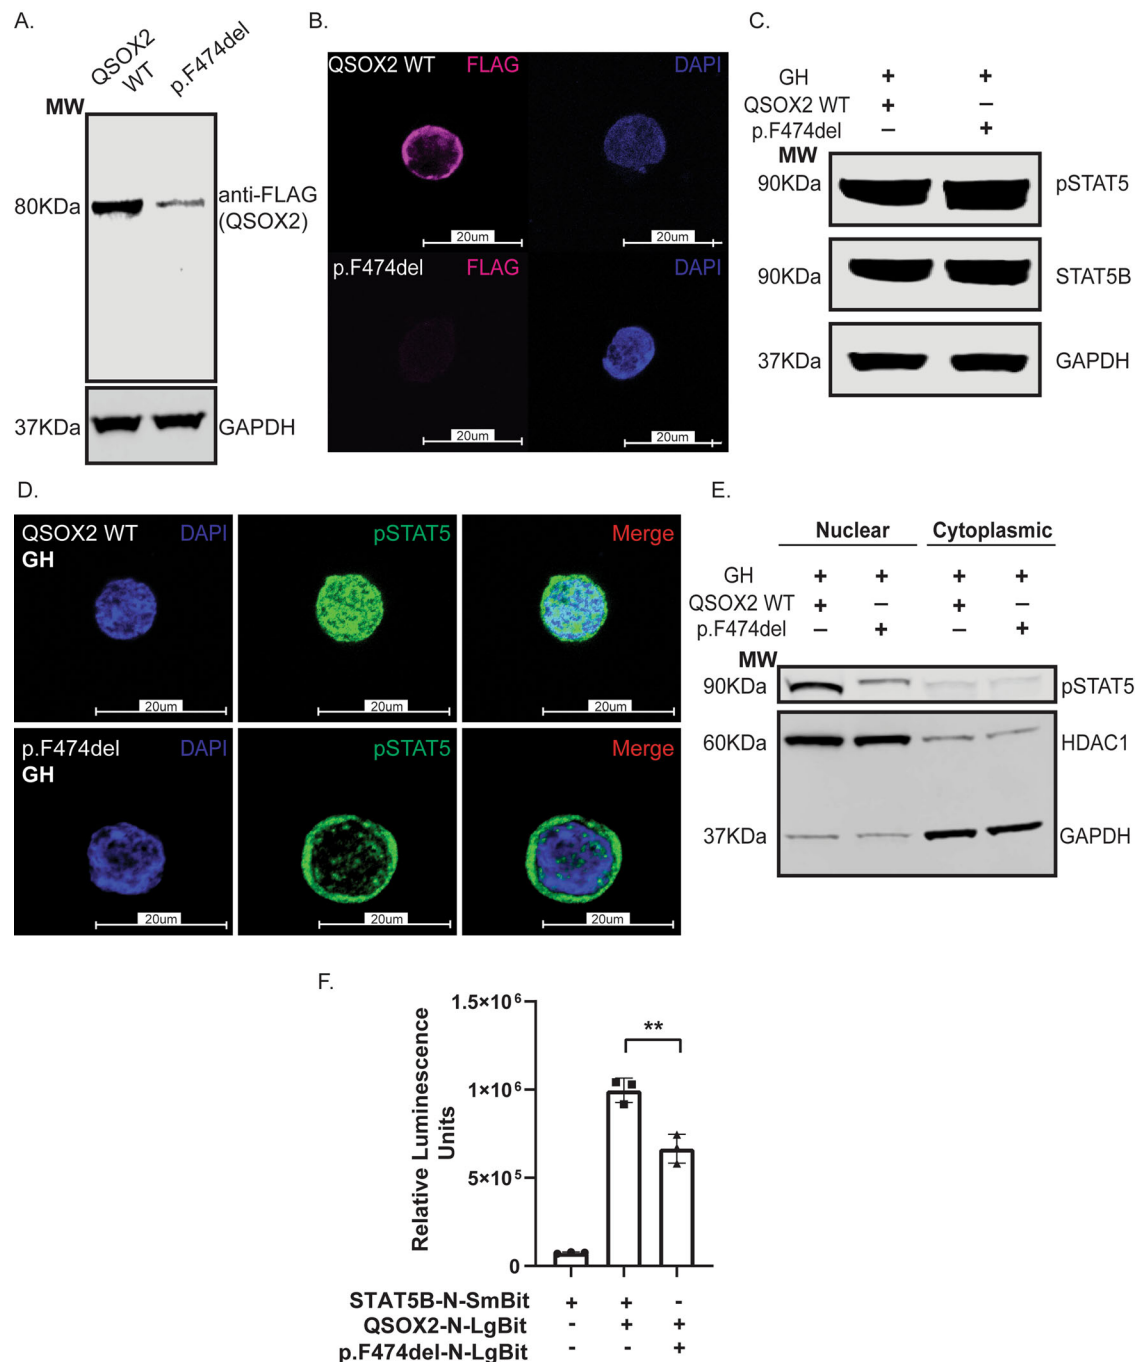 A.
QSOX2
WT
p.F474del
MW
80KDa
anti-FLAG
(QSOX2)
37KDa
GAPDH
B.
QSOX2 WT FLAG DAPI
20um 20um
p.F474del FLAG DAPI
20um 20um
C.
GH + +
QSOX2 WT + –
p.F474del – +
MW
90KDa pSTAT5
90KDa STAT5B
37KDa GAPDH
D.
QSOX2 WT DAPI pSTAT5 Merge
GH
20um 20um 20um
p.F474del DAPI pSTAT5 Merge
GH
20um 20um 20um
E.
Nuclear Cytoplasmic
GH + + + +
QSOX2 WT + – + –
p.F474del – + – +
MW
90KDa pSTAT5
60KDa HDAC1
37KDa GAPDH
F.
Relative Luminescence
Units
1.5×10⁶
1×10⁶
5×10⁵
0
**
STAT5B-N-SmBit + + -
QSOX2-N-LgBit - + +
p.F474del-N-LgBit - - +